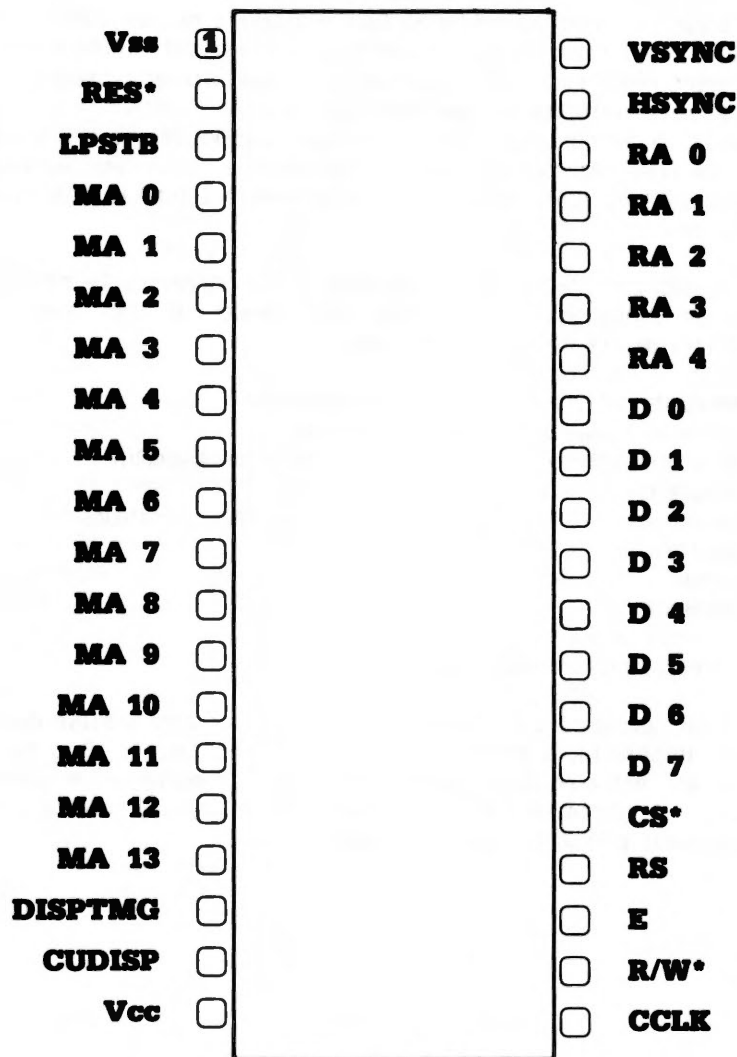 Vss 1 VSYNC
RES* HSYNC
LPSTB RA 0
MA 0 RA 1
MA 1 RA 2
MA 2 RA 3
MA 3 RA 4
MA 4 D 0
MA 5 D 1
MA 6 D 2
MA 7 D 3
MA 8 D 4
MA 9 D 5
MA 10 D 6
MA 11 D 7
MA 12 CS*
MA 13 RS
DISPTMG E
CUDISP R/W*
Vcc CCLK